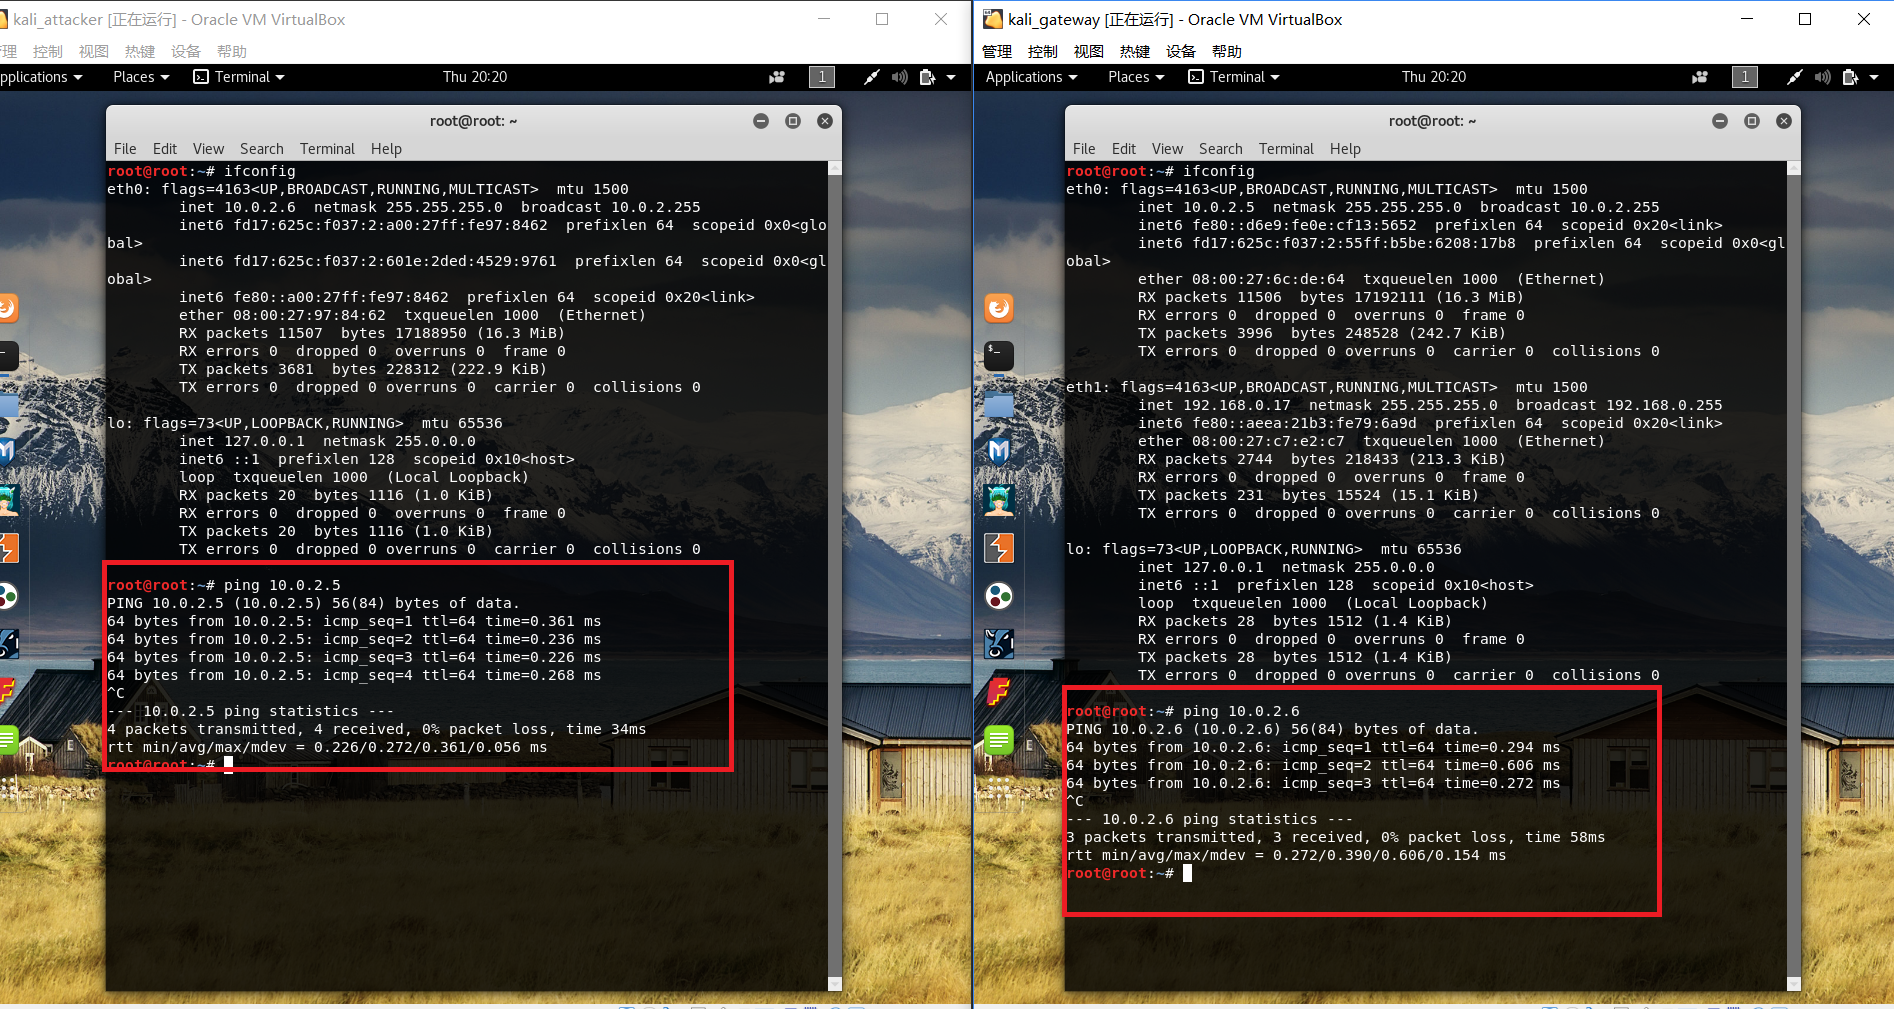 kali_attacker [正在运行] - Oracle VM VirtualBox
管理 控制 视图 热键 设备 帮助
pplications Places Terminal Thu 20:20 1
root@root: ~
File Edit View Search Terminal Help
root@root:~# ifconfig
eth0: flags=4163<UP,BROADCAST,RUNNING,MULTICAST>  mtu 1500
        inet 10.0.2.6  netmask 255.255.255.0  broadcast 10.0.2.255
        inet6 fd17:625c:f037:2:a00:27ff:fe97:8462  prefixlen 64  scopeid 0x0<glo
bal>
        inet6 fd17:625c:f037:2:601e:2ded:4529:9761  prefixlen 64  scopeid 0x0<gl
obal>
        inet6 fe80::a00:27ff:fe97:8462  prefixlen 64  scopeid 0x20<link>
        ether 08:00:27:97:84:62  txqueuelen 1000  (Ethernet)
        RX packets 11507  bytes 17188950 (16.3 MiB)
        RX errors 0  dropped 0  overruns 0  frame 0
        TX packets 3681  bytes 228312 (222.9 KiB)
        TX errors 0  dropped 0 overruns 0  carrier 0  collisions 0
lo: flags=73<UP,LOOPBACK,RUNNING>  mtu 65536
        inet 127.0.0.1  netmask 255.0.0.0
        inet6 ::1  prefixlen 128  scopeid 0x10<host>
        loop  txqueuelen 1000  (Local Loopback)
        RX packets 20  bytes 1116 (1.0 KiB)
        RX errors 0  dropped 0  overruns 0  frame 0
        TX packets 20  bytes 1116 (1.0 KiB)
        TX errors 0  dropped 0 overruns 0  carrier 0  collisions 0
root@root:~# ping 10.0.2.5
PING 10.0.2.5 (10.0.2.5) 56(84) bytes of data.
64 bytes from 10.0.2.5: icmp_seq=1 ttl=64 time=0.361 ms
64 bytes from 10.0.2.5: icmp_seq=2 ttl=64 time=0.236 ms
64 bytes from 10.0.2.5: icmp_seq=3 ttl=64 time=0.226 ms
64 bytes from 10.0.2.5: icmp_seq=4 ttl=64 time=0.268 ms
^C
--- 10.0.2.5 ping statistics ---
4 packets transmitted, 4 received, 0% packet loss, time 34ms
rtt min/avg/max/mdev = 0.226/0.272/0.361/0.056 ms
root@root:~#
kali_gateway [正在运行] - Oracle VM VirtualBox
管理 控制 视图 热键 设备 帮助
Applications Places Terminal Thu 20:20 1
root@root: ~
File Edit View Search Terminal Help
root@root:~# ifconfig
eth0: flags=4163<UP,BROADCAST,RUNNING,MULTICAST>  mtu 1500
        inet 10.0.2.5  netmask 255.255.255.0  broadcast 10.0.2.255
        inet6 fe80::d6e9:fe0e:cf13:5652  prefixlen 64  scopeid 0x20<link>
        inet6 fd17:625c:f037:2:55ff:b5be:6208:17b8  prefixlen 64  scopeid 0x0<gl
obal>
        ether 08:00:27:6c:de:64  txqueuelen 1000  (Ethernet)
        RX packets 11506  bytes 17192111 (16.3 MiB)
        RX errors 0  dropped 0  overruns 0  frame 0
        TX packets 3996  bytes 248528 (242.7 KiB)
        TX errors 0  dropped 0 overruns 0  carrier 0  collisions 0
eth1: flags=4163<UP,BROADCAST,RUNNING,MULTICAST>  mtu 1500
        inet 192.168.0.17  netmask 255.255.255.0  broadcast 192.168.0.255
        inet6 fe80::aeea:21b3:fe79:6a9d  prefixlen 64  scopeid 0x20<link>
        ether 08:00:27:c7:e2:c7  txqueuelen 1000  (Ethernet)
        RX packets 2744  bytes 218433 (213.3 KiB)
        RX errors 0  dropped 0  overruns 0  frame 0
        TX packets 231  bytes 15524 (15.1 KiB)
        TX errors 0  dropped 0 overruns 0  carrier 0  collisions 0
lo: flags=73<UP,LOOPBACK,RUNNING>  mtu 65536
        inet 127.0.0.1  netmask 255.0.0.0
        inet6 ::1  prefixlen 128  scopeid 0x10<host>
        loop  txqueuelen 1000  (Local Loopback)
        RX packets 28  bytes 1512 (1.4 KiB)
        RX errors 0  dropped 0  overruns 0  frame 0
        TX packets 28  bytes 1512 (1.4 KiB)
        TX errors 0  dropped 0 overruns 0  carrier 0  collisions 0
root@root:~# ping 10.0.2.6
PING 10.0.2.6 (10.0.2.6) 56(84) bytes of data.
64 bytes from 10.0.2.6: icmp_seq=1 ttl=64 time=0.294 ms
64 bytes from 10.0.2.6: icmp_seq=2 ttl=64 time=0.606 ms
64 bytes from 10.0.2.6: icmp_seq=3 ttl=64 time=0.272 ms
^C
--- 10.0.2.6 ping statistics ---
3 packets transmitted, 3 received, 0% packet loss, time 58ms
rtt min/avg/max/mdev = 0.272/0.390/0.606/0.154 ms
root@root:~#